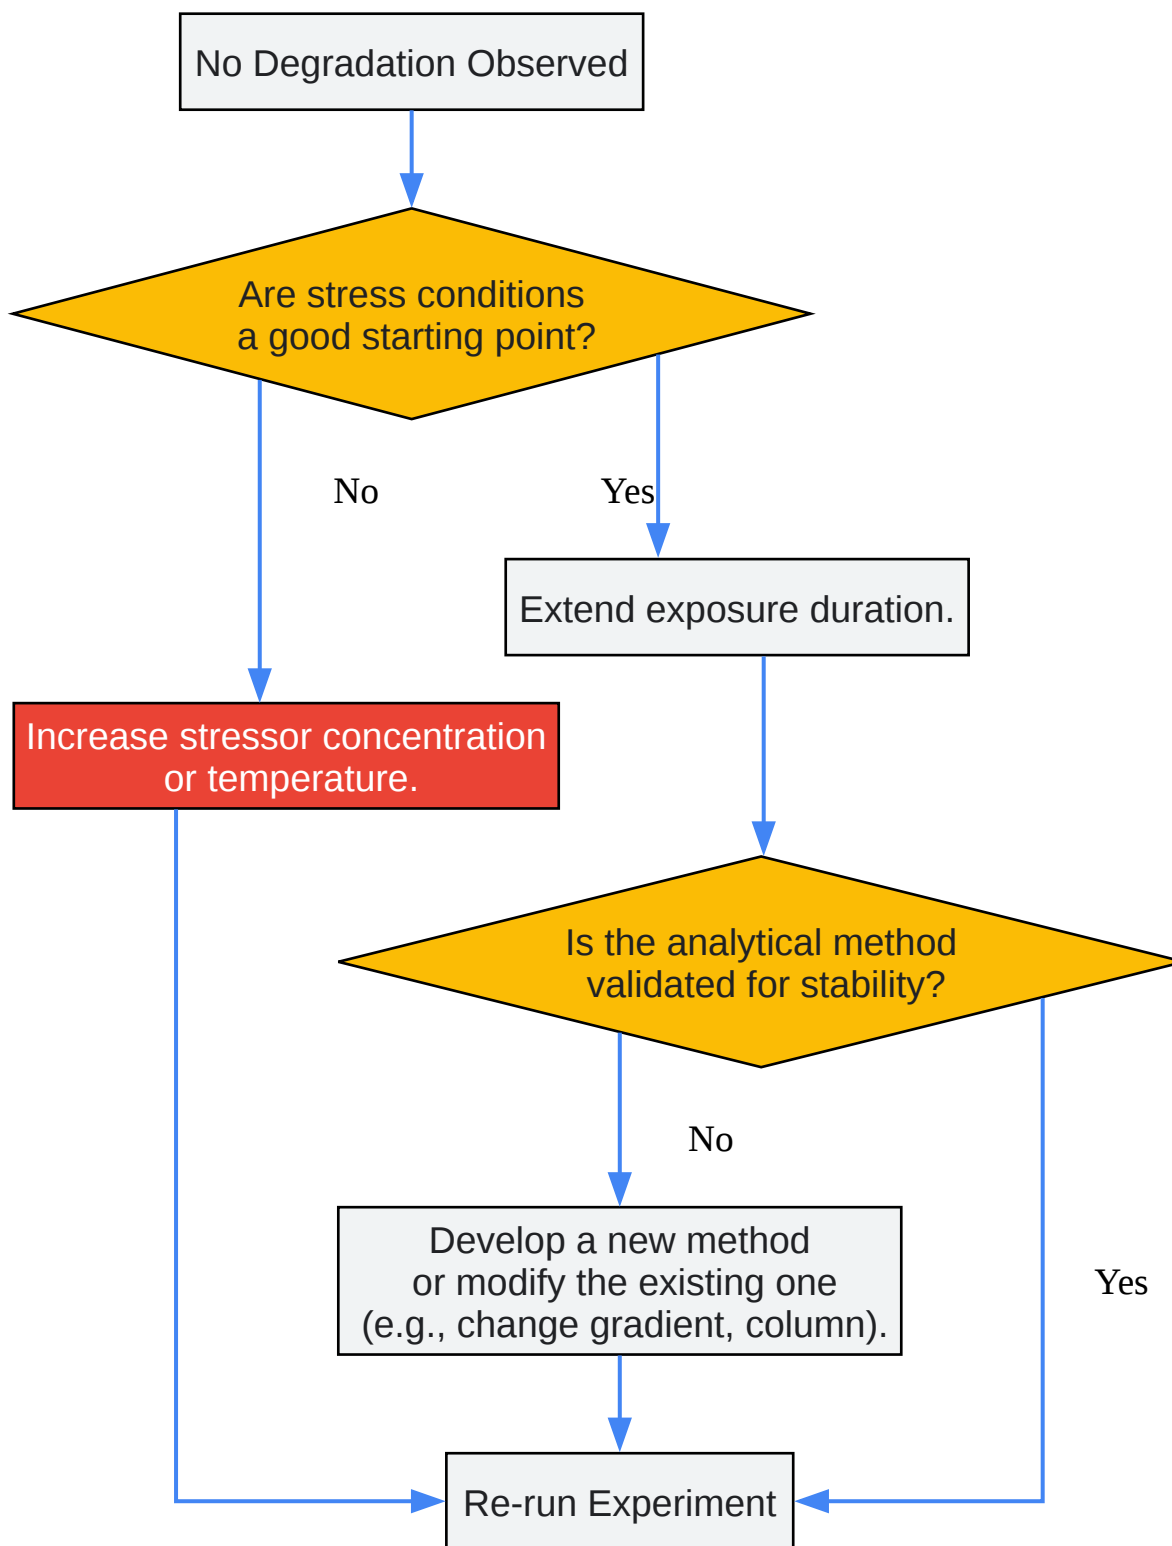 No Degradation Observed
Are stress conditions
a good starting point?
No
Yes
Extend exposure duration.
Increase stressor concentration
or temperature.
Is the analytical method
validated for stability?
No
Develop a new method
or modify the existing one
(e.g., change gradient, column).
Yes
Re-run Experiment